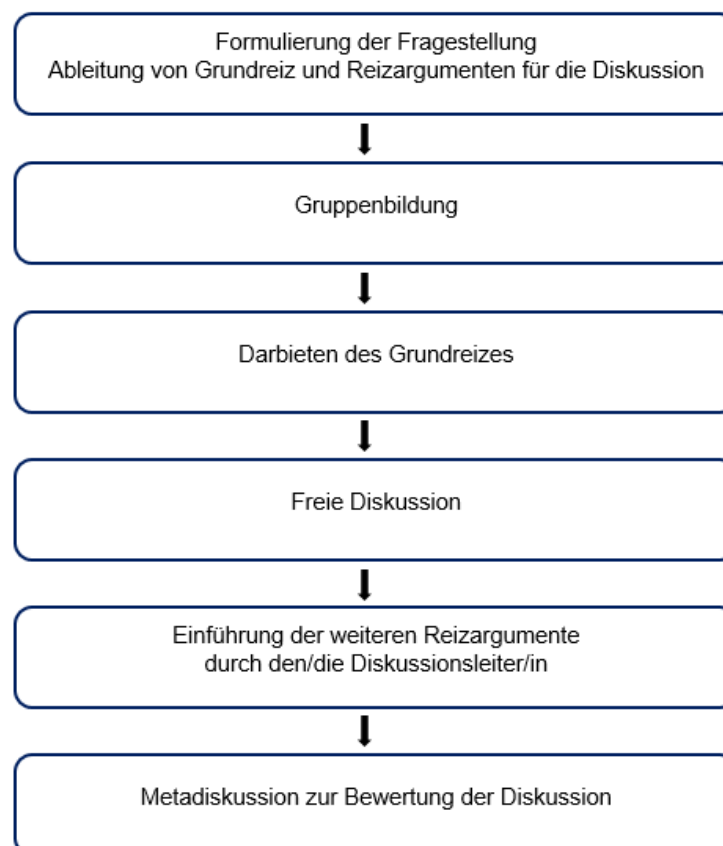 Formulierung der Fragestellung
Ableitung von Grundreiz und Reizargumenten für die Diskussion
Gruppenbildung
Darbieten des Grundreizes
Freie Diskussion
Einführung der weiteren Reizargumente
durch den/die Diskussionsleiter/in
Metadiskussion zur Bewertung der Diskussion